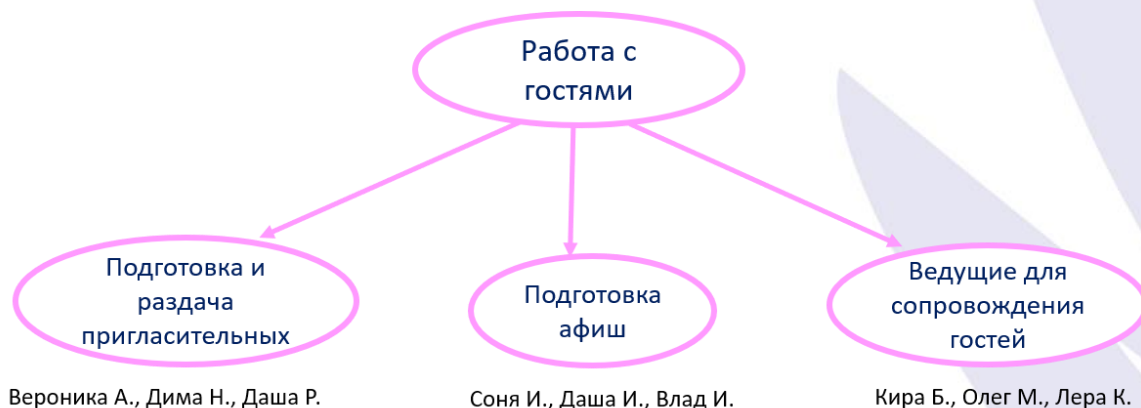 Работа с
гостями
Подготовка и
раздача
пригласительных
Подготовка
афиш
Ведущие для
сопровождения
гостей
Вероника А., Дима Н., Даша Р.
Соня И., Даша И., Влад И.
Кира Б., Олег М., Лера К.